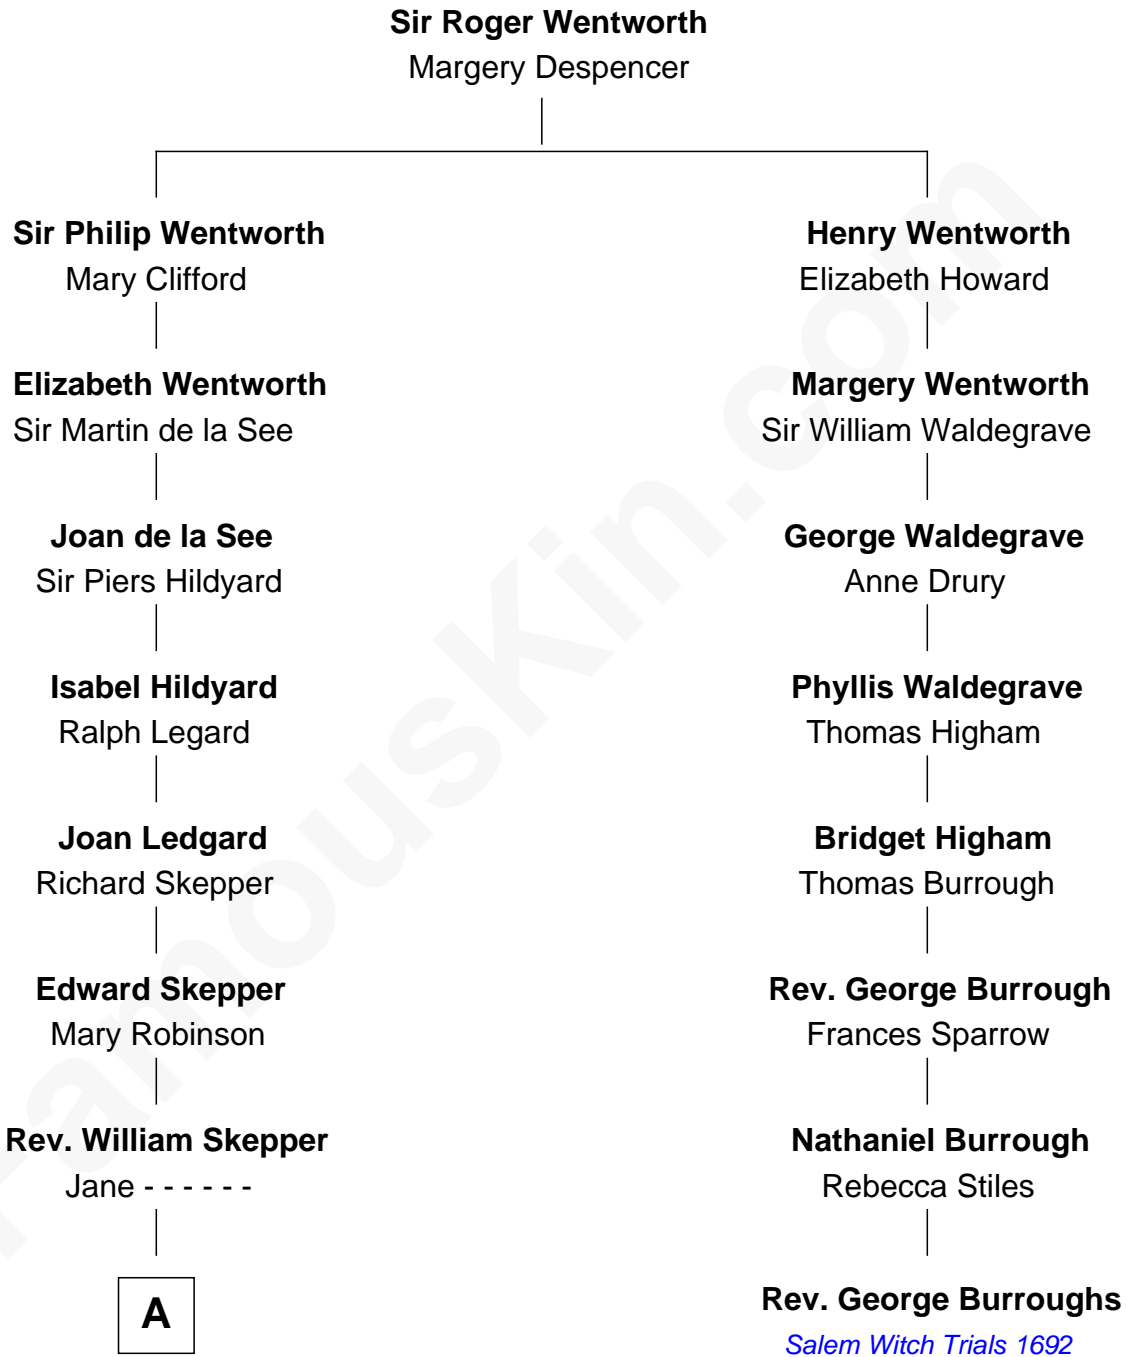 Sir Roger Wentworth
Margery Despencer
Sir Philip Wentworth
Mary Clifford
Henry Wentworth
Elizabeth Howard
Elizabeth Wentworth
Sir Martin de la See
Margery Wentworth
Sir William Waldegrave
Joan de la See
Sir Piers Hildyard
George Waldegrave
Anne Drury
Isabel Hildyard
Ralph Legard
Phyllis Waldegrave
Thomas Higham
Joan Ledgard
Richard Skepper
Bridget Higham
Thomas Burrough
Edward Skepper
Mary Robinson
Rev. George Burrough
Frances Sparrow
Rev. William Skepper
Jane - - - - - -
Nathaniel Burrough
Rebecca Stiles
A
Rev. George Burroughs
Salem Witch Trials 1692
FamousKin.com